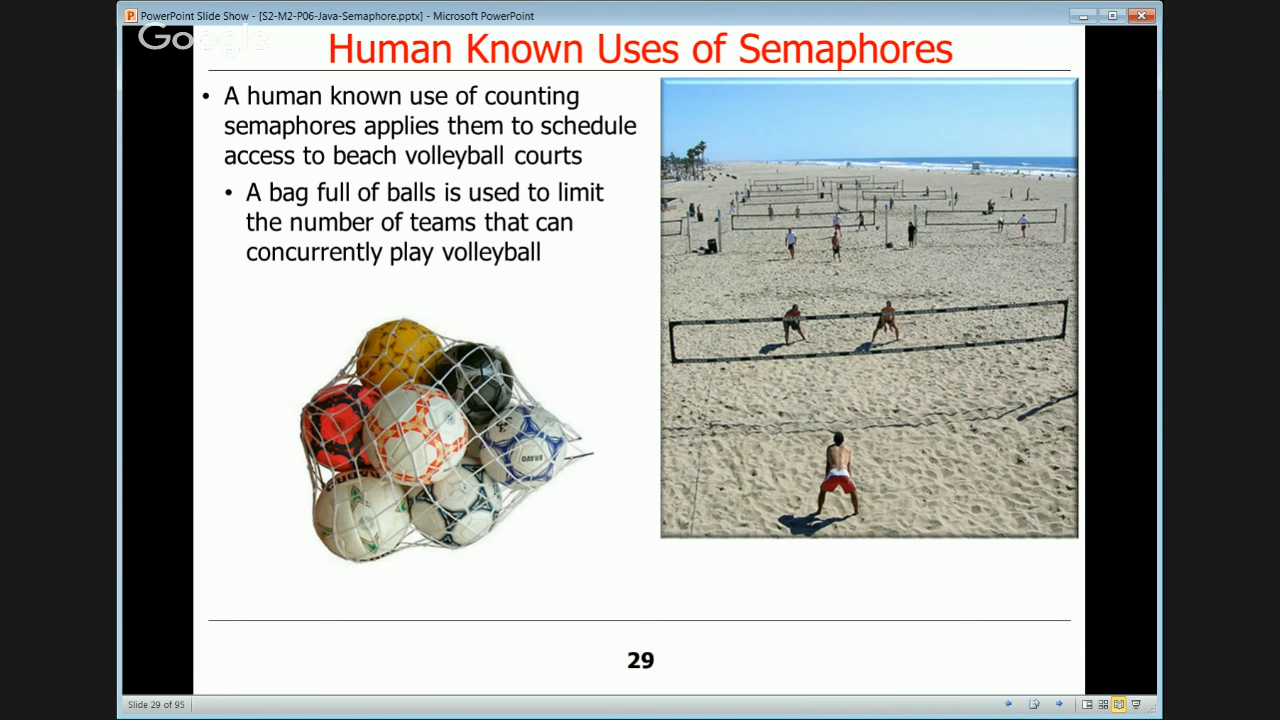 PowerPoint Slide Show - [S2-M2-P06-Java-Semaphore.pptx] - Microsoft PowerPoint
Google
Human Known Uses of Semaphores
• A human known use of counting
semaphores applies them to schedule
access to beach volleyball courts
• A bag full of balls is used to limit
the number of teams that can
concurrently play volleyball
BRAVO
29
Slide 29 of 95